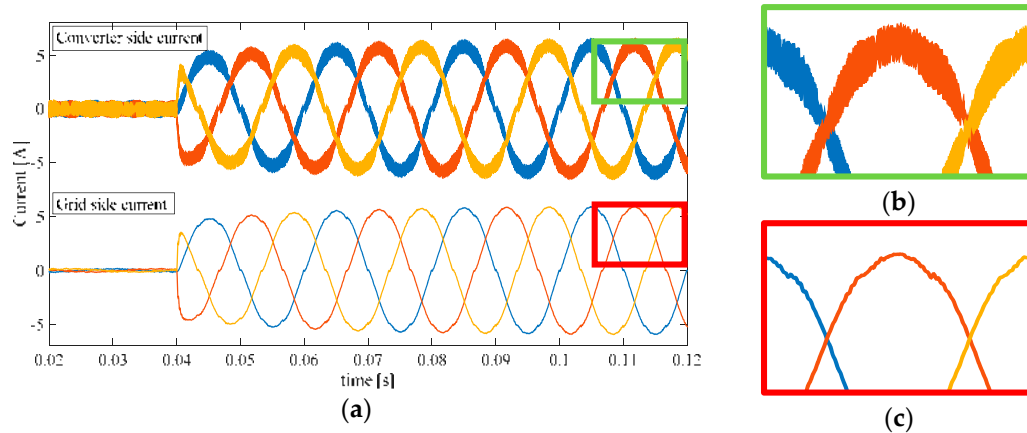 Converter side current
5
0
-5
Current [A]
Grid side current
5
0
-5
0.02 0.03 0.04 0.05 0.06 0.07 0.08 0.09 0.1 0.11 0.12
time [s]
(a)
(b)
(c)